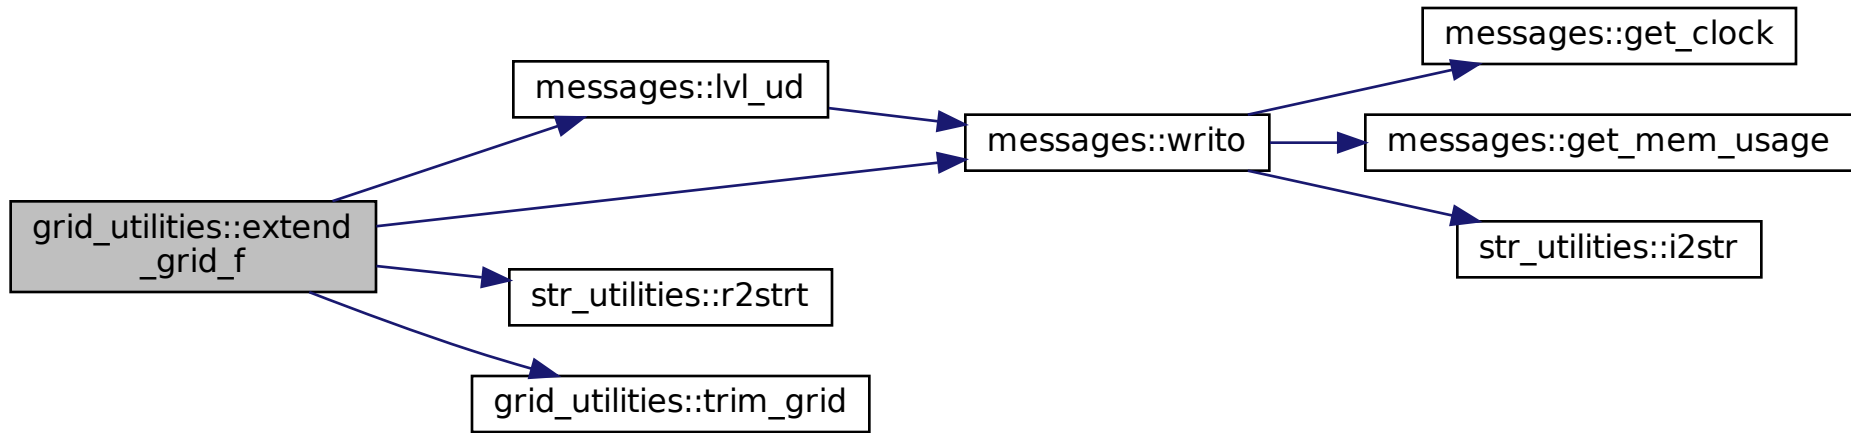 messages::get_clock
messages::lvl_ud
messages::writo
messages::get_mem_usage
grid_utilities::extend
_grid_f
str_utilities::i2str
str_utilities::r2strt
grid_utilities::trim_grid